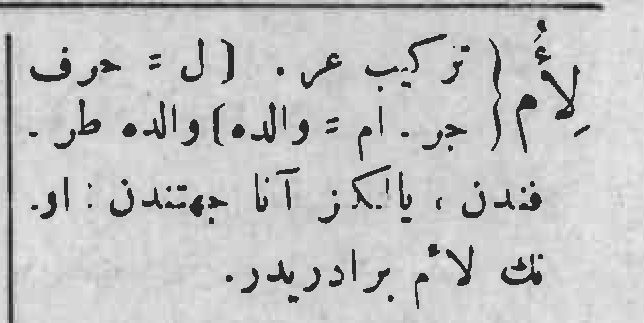 لِأُم { تركيب عر . (ل = حرف
جر . ام = والده) والده طر .
فندن ، يالكز آنا جهتندن : او .
نك لأم برادريدر .